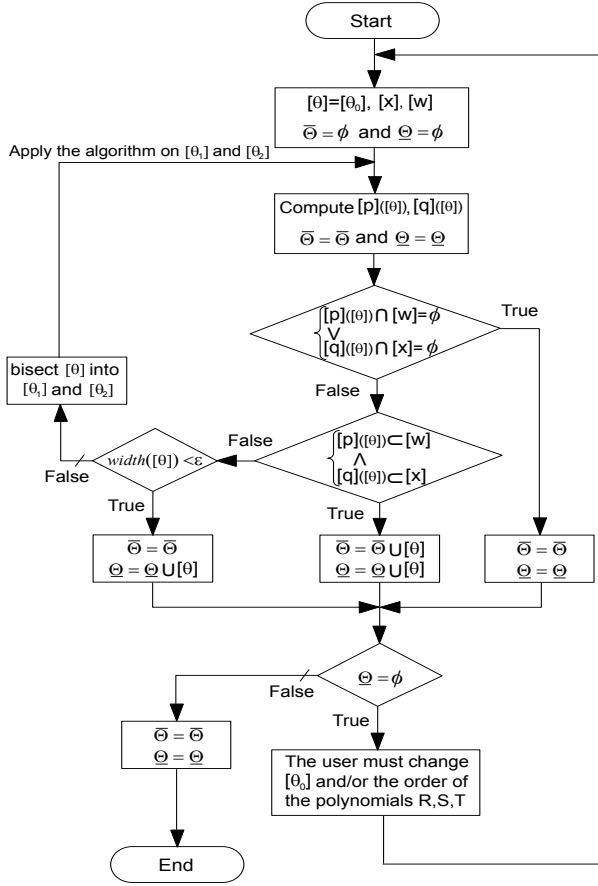 Start
[θ]=[θ₀], [x], [w]
Θ̅=ϕ and Θ̲=ϕ
Apply the algorithm on [θ₁] and [θ₂]
Compute [p]([θ]), [q]([θ])
Θ̅ = Θ̅ and Θ̲ = Θ̲
[p]([θ])∩[w]=ϕ
∨
[q]([θ])∩[x]=ϕ
True
False
bisect [θ] into
[θ₁] and [θ₂]
[p]([θ])⊂[w]
∧
[q]([θ])⊂[x]
False
width([θ]) <ε
False
True
True
Θ̅ = Θ̅
Θ̲ = Θ̲ ∪[θ]
Θ̅ = Θ̅ ∪[θ]
Θ̲ = Θ̲ ∪[θ]
Θ̅ = Θ̅
Θ̲ = Θ̲
Θ̲ = ϕ
False
True
Θ̅ = Θ̅
Θ̲ = Θ̲
The user must change
[θ₀] and/or the order of
the polynomials R,S,T
End